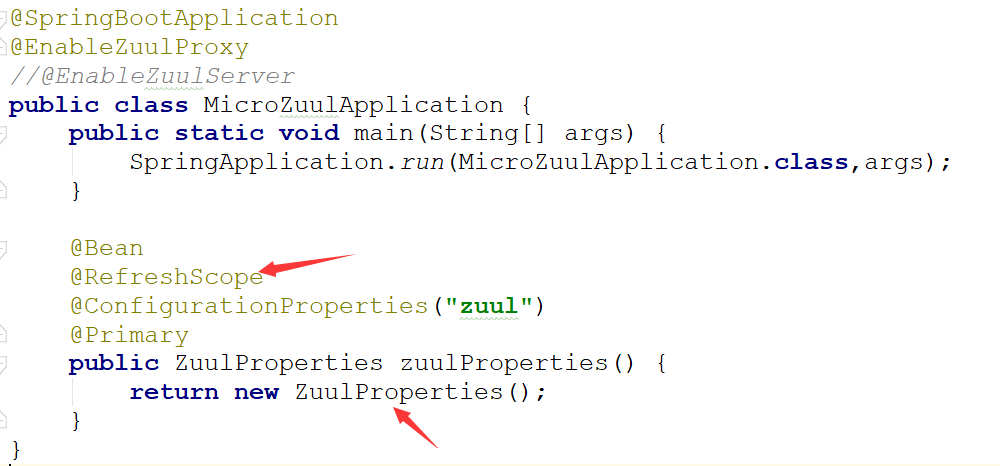 @SpringBootApplication
@EnableZuulProxy
//@EnableZuulServer
public class MicroZuulApplication {
    public static void main(String[] args) {
        SpringApplication.run(MicroZuulApplication.class,args);
    }

    @Bean
    @RefreshScope
    @ConfigurationProperties("zuul")
    @Primary
    public ZuulProperties zuulProperties() {
        return new ZuulProperties();
    }
}